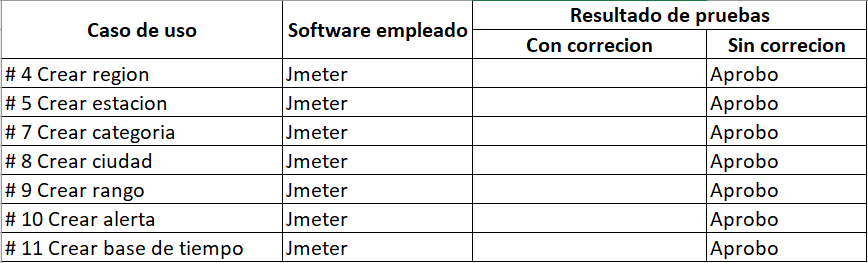 Caso de uso Software empleado Resultado de pruebas
Con correcion Sin correcion
# 4 Crear region Jmeter Aprobo
# 5 Crear estacion Jmeter Aprobo
# 7 Crear categoria Jmeter Aprobo
# 8 Crear ciudad Jmeter Aprobo
# 9 Crear rango Jmeter Aprobo
# 10 Crear alerta Jmeter Aprobo
# 11 Crear base de tiempo Jmeter Aprobo